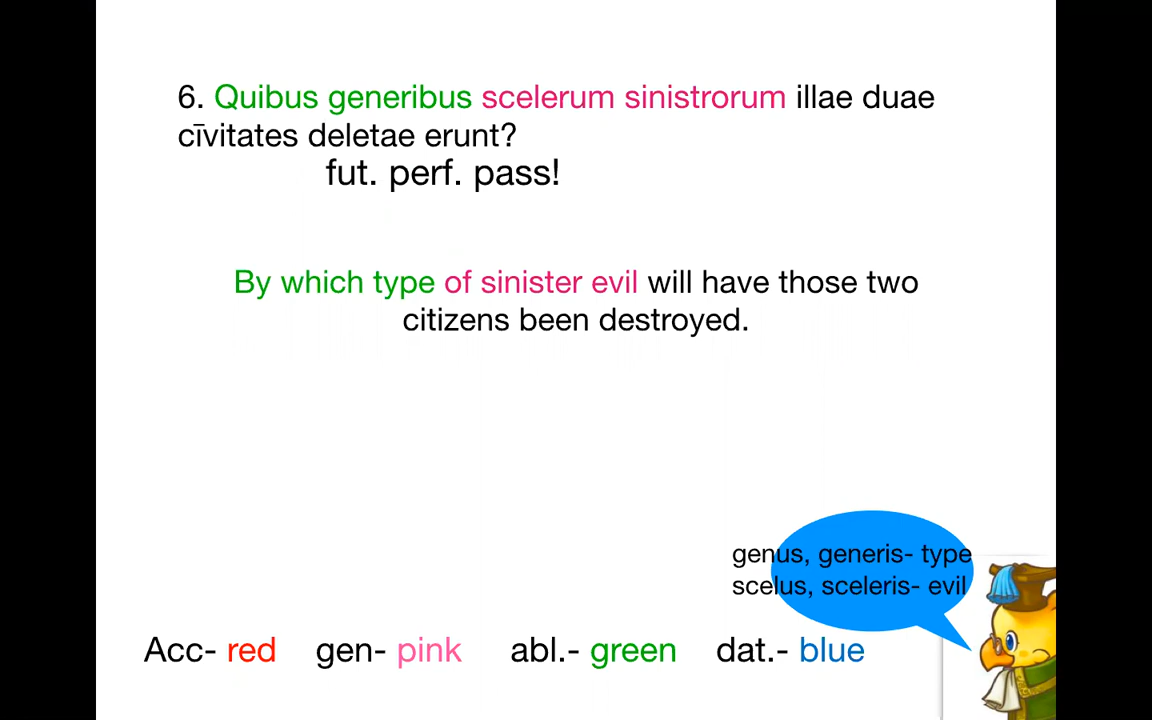 6. Quibus generibus scelerum sinistrorum illae duae
cīvitates deletae erunt?
fut. perf. pass!
By which type of sinister evil will have those two
citizens been destroyed.
genus, generis- type
scelus, sceleris- evil
Acc- red gen- pink abl.- green dat.- blue